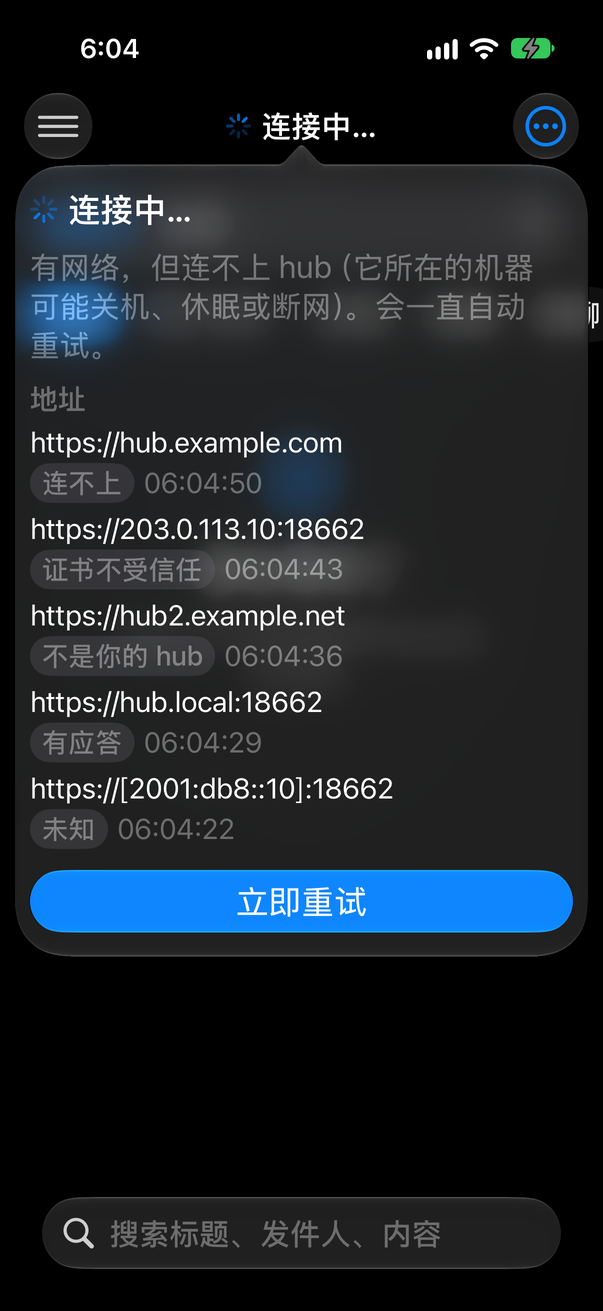 6:04
连接中...
连接中...
有网络，但连不上 hub（它所在的机器
可能关机、休眠或断网）。会一直自动
重试。
地址
https://hub.example.com
连不上 06:04:50
https://203.0.113.10:18662
证书不受信任 06:04:43
https://hub2.example.net
不是你的 hub 06:04:36
https://hub.local:18662
有应答 06:04:29
https://[2001:db8::10]:18662
未知 06:04:22
立即重试
搜索标题、发件人、内容